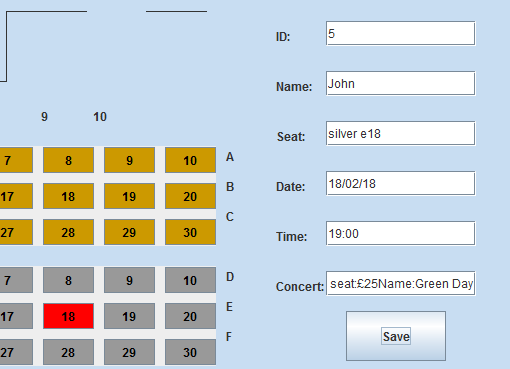 ID: 5
Name: John
9 10
Seat: silver e18
7 8 9 10 A
17 18 19 20 B
Date: 18/02/18
27 28 29 30 C
Time: 19:00
7 8 9 10 D
Concert: seat:£25Name:Green Day
17 18 19 20 E
Save
27 28 29 30 F